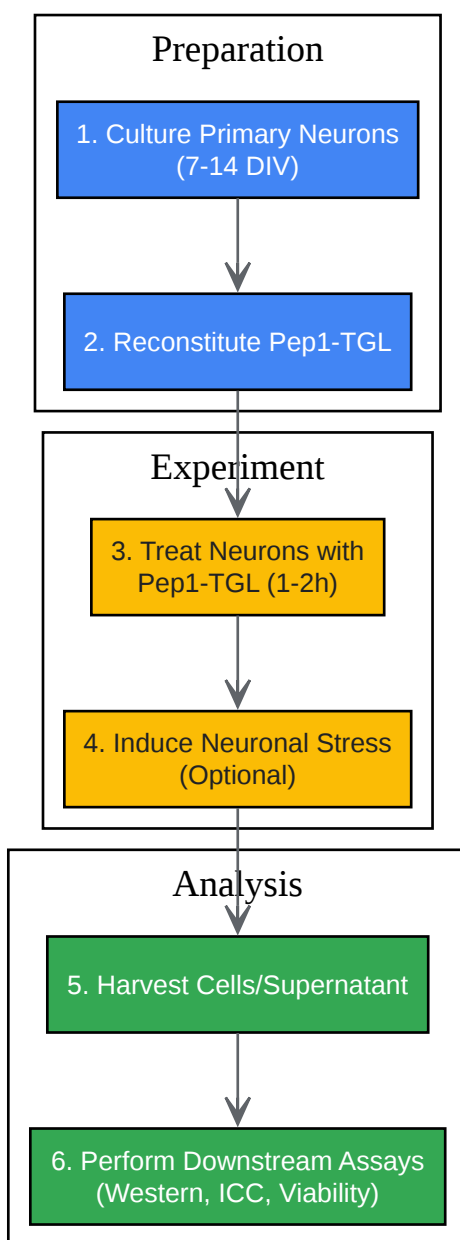 Preparation
1. Culture Primary Neurons
(7-14 DIV)
2. Reconstitute Pep1-TGL
Experiment
3. Treat Neurons with
Pep1-TGL (1-2h)
4. Induce Neuronal Stress
(Optional)
Analysis
5. Harvest Cells/Supernatant
6. Perform Downstream Assays
(Western, ICC, Viability)